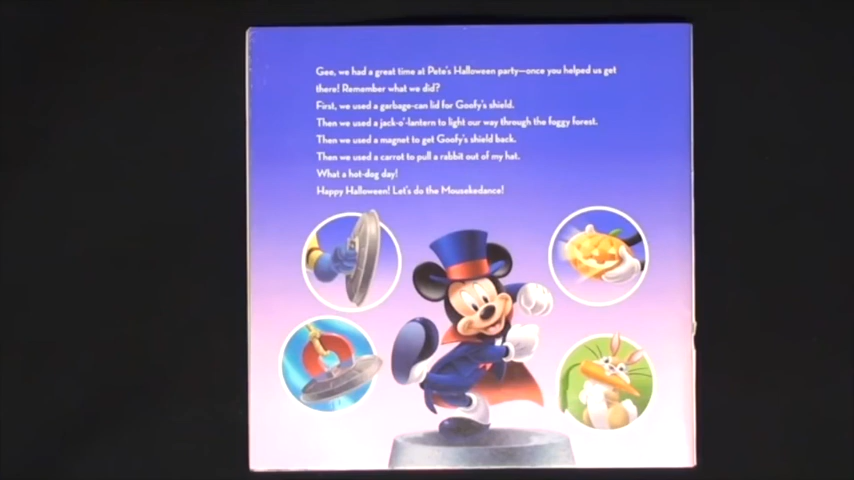 Gee, we had a great time at Pete's Halloween party—once you helped us get
there! Remember what we did?
First, we used a garbage-can lid for Goofy's shield.
Then we used a jack-o'-lantern to light our way through the foggy forest.
Then we used a magnet to get Goofy's shield back.
Then we used a carrot to pull a rabbit out of my hat.
What a hot-dog day!
Happy Halloween! Let's do the Mousekedance!